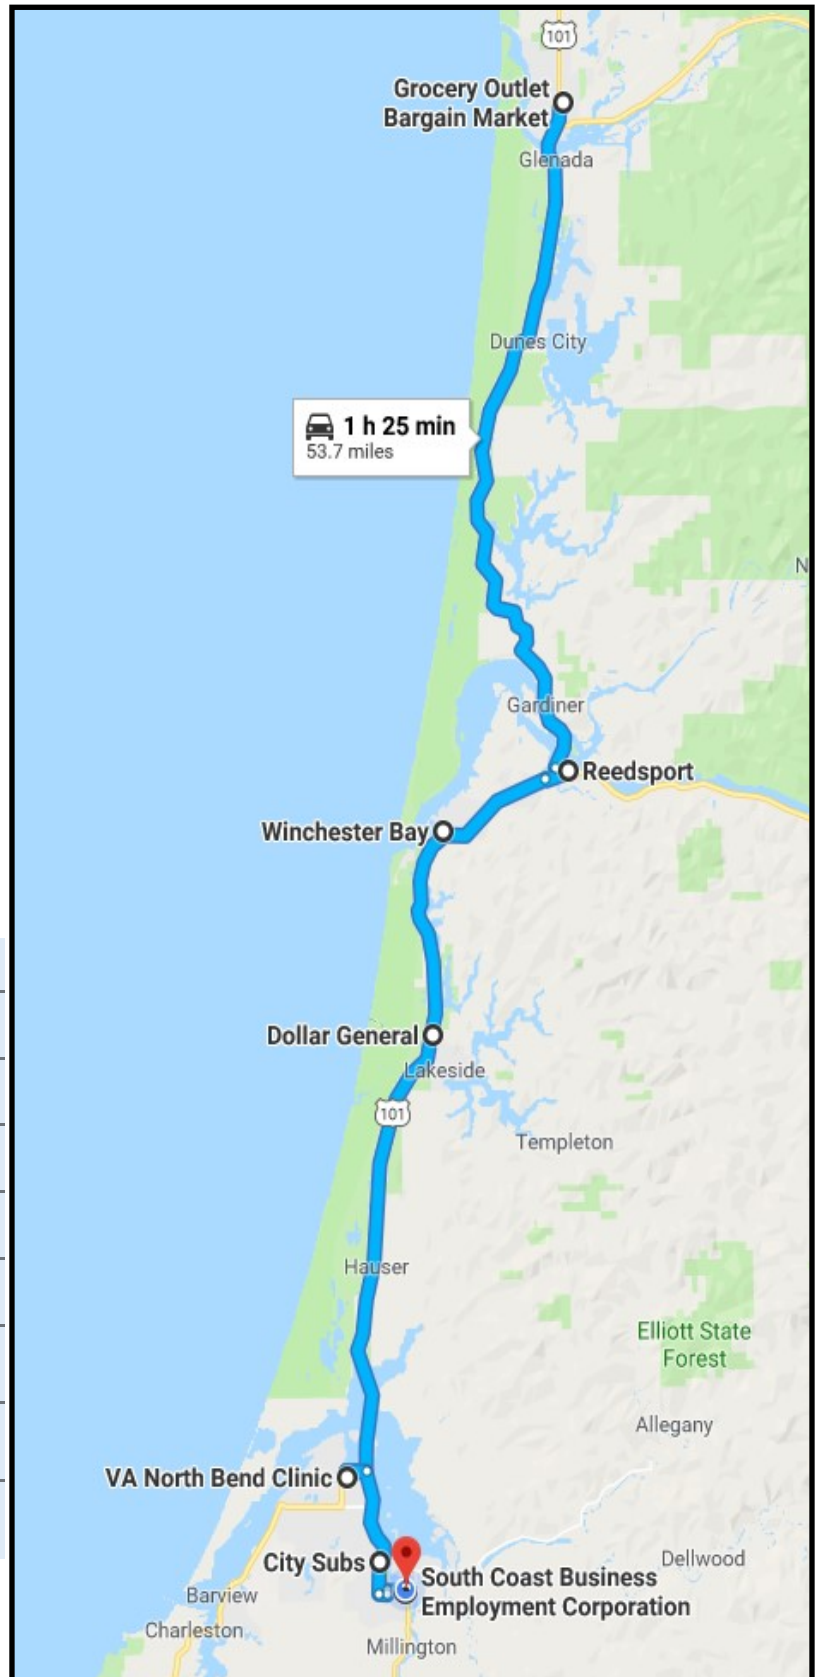 101
Grocery Outlet
Bargain Market
Glenada
Dunes City
1 h 25 min
53.7 miles
N
Gardiner
Reedsport
Winchester Bay
Dollar General
Lakeside
101
Templeton
Hauser
Elliott State
Forest
Allegany
VA North Bend Clinic
City Subs
Dellwood
South Coast Business
Employment Corporation
Barview
Charleston
Millington